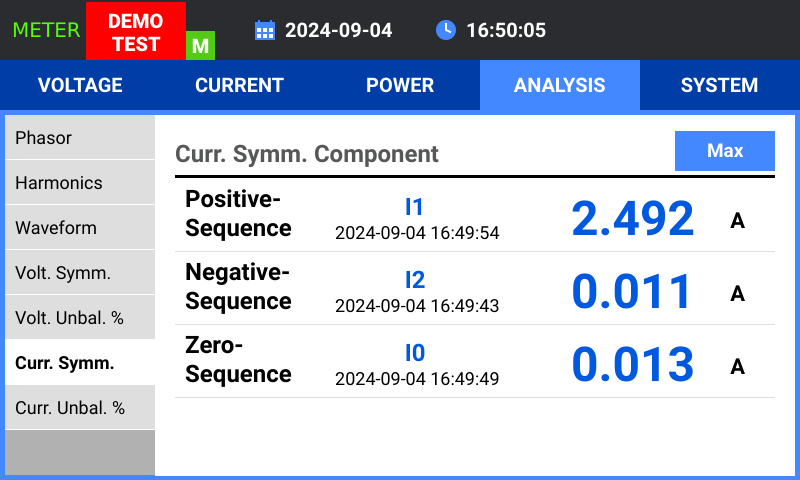 METER
DEMO
TEST
M
2024-09-04
16:50:05
VOLTAGE
CURRENT
POWER
ANALYSIS
SYSTEM
Phasor
Harmonics
Waveform
Volt. Symm.
Volt. Unbal. %
Curr. Symm.
Curr. Unbal. %
Curr. Symm. Component
Max
Positive-
Sequence
I1
2024-09-04 16:49:54
2.492 A
Negative-
Sequence
I2
2024-09-04 16:49:43
0.011 A
Zero-
Sequence
I0
2024-09-04 16:49:49
0.013 A